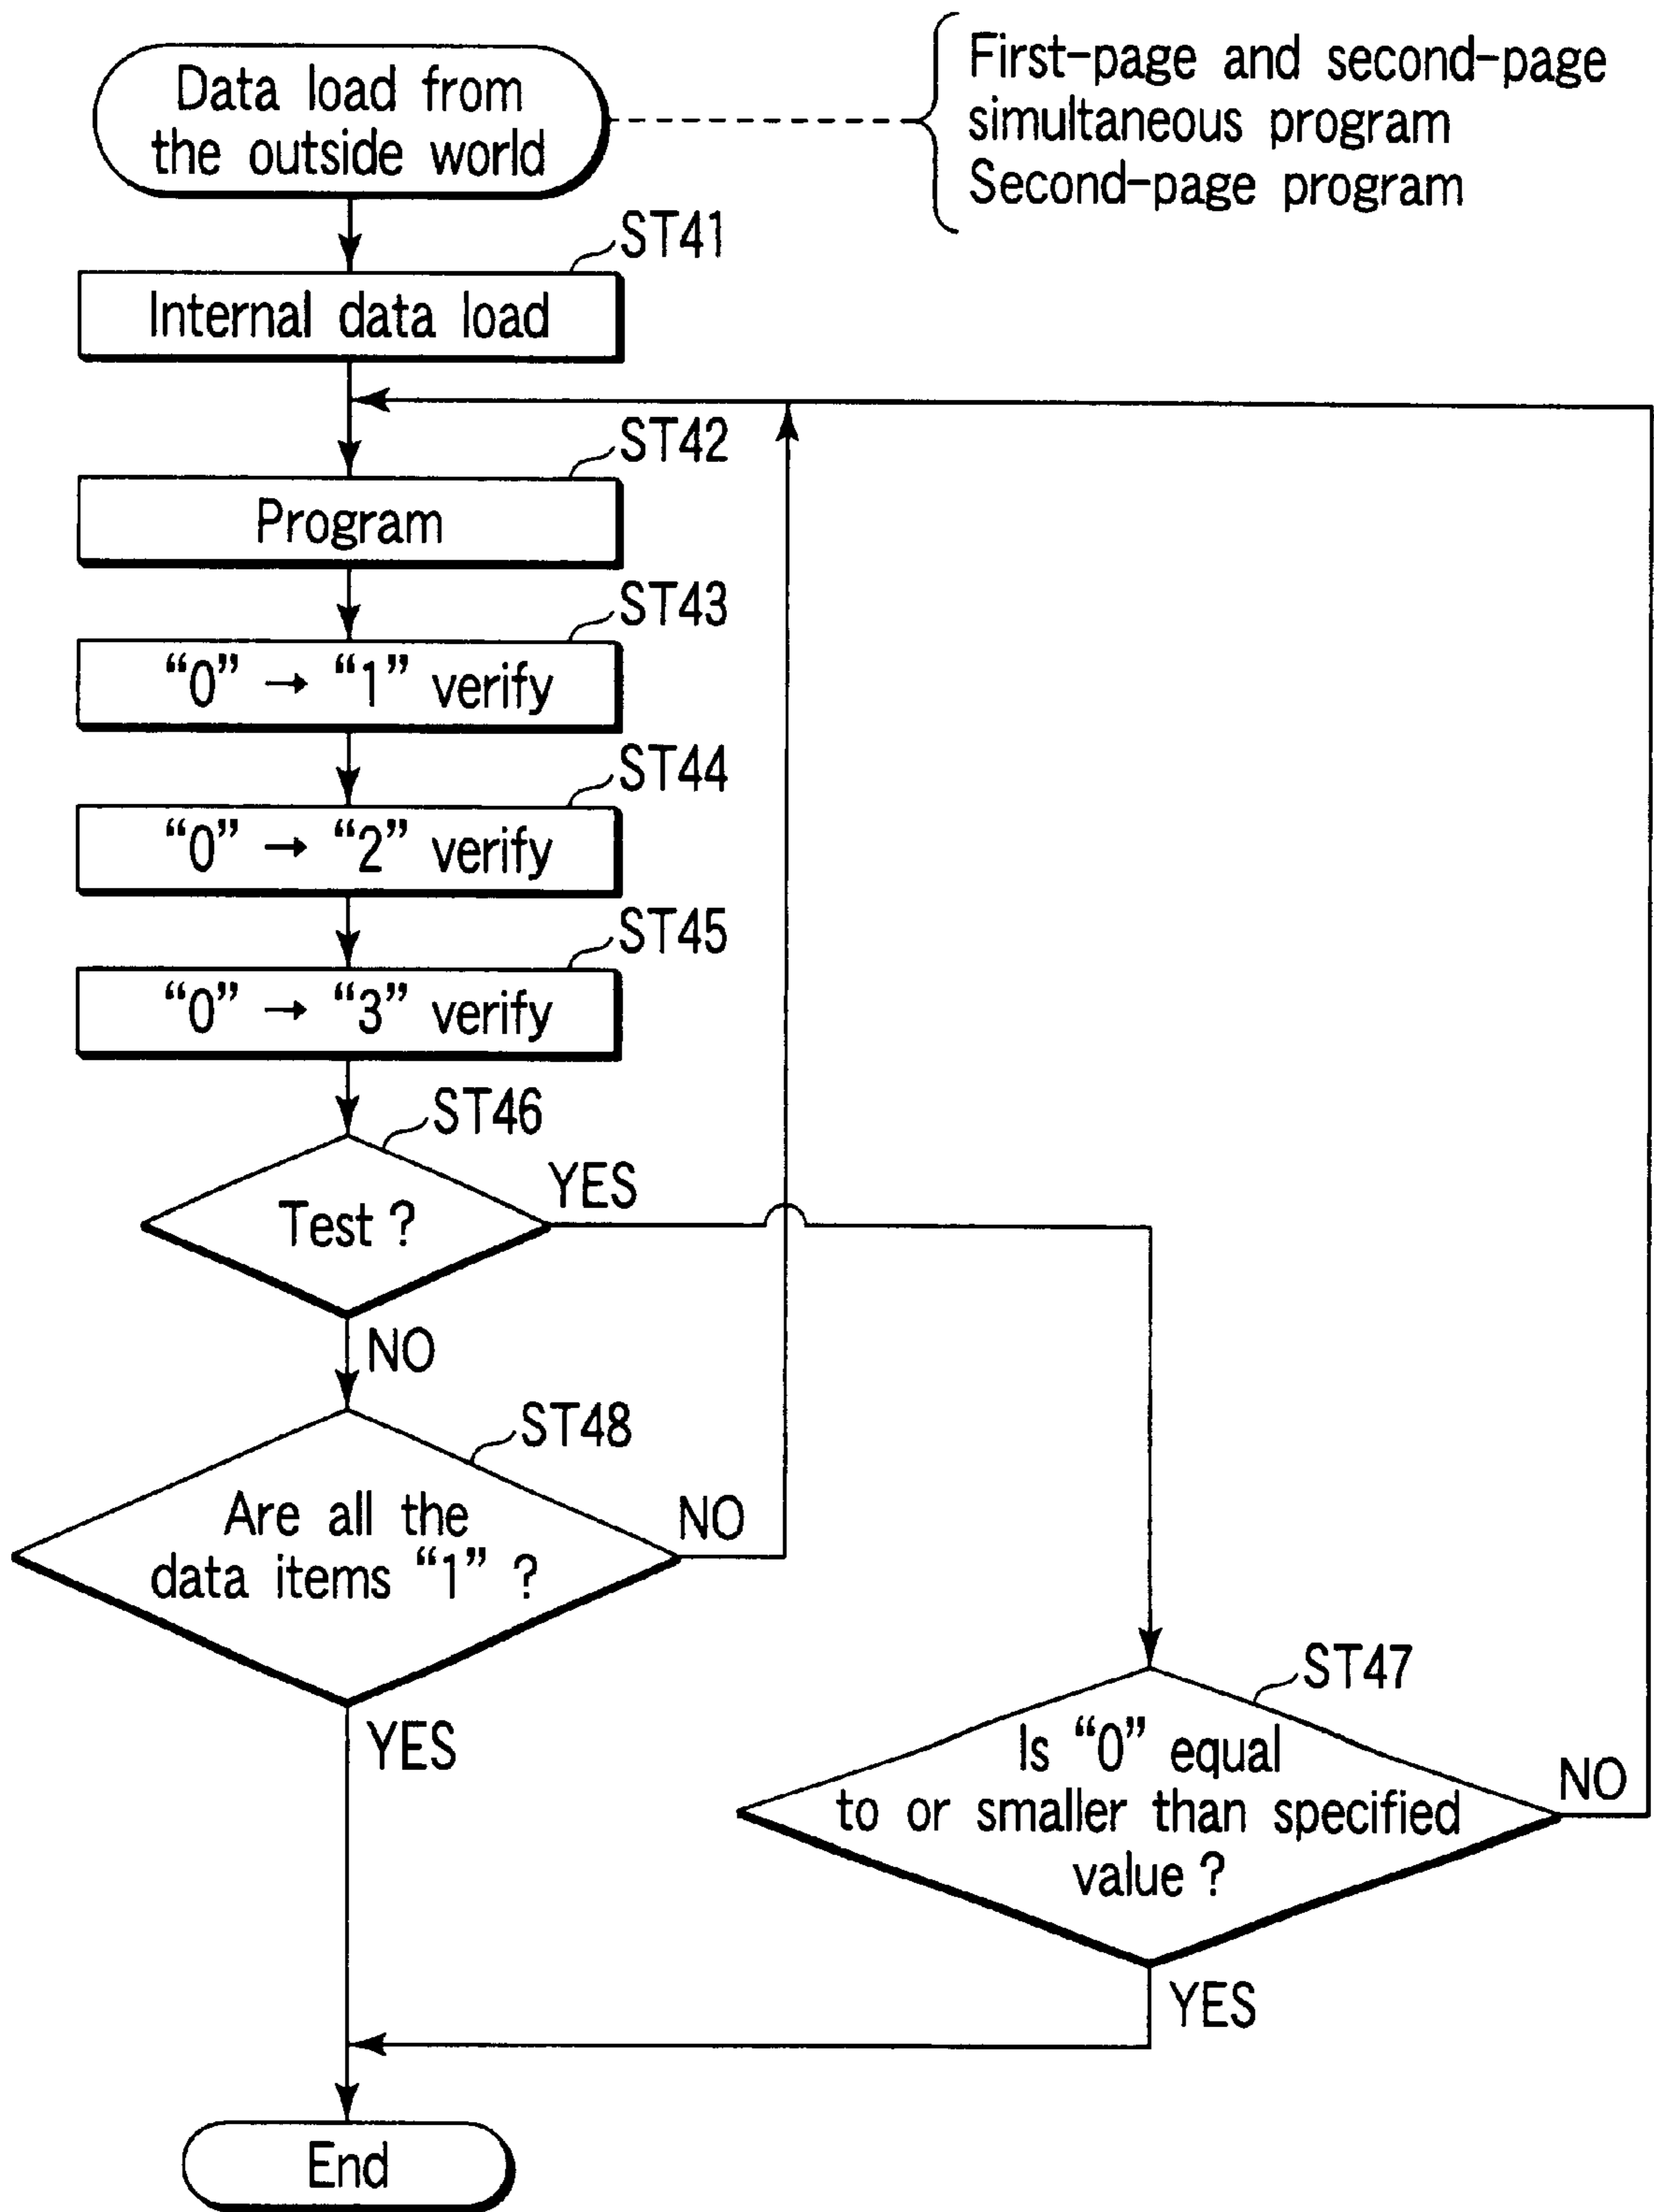 Data load from
the outside world
First-page and second-page
simultaneous program
Second-page program
ST41
Internal data load
ST42
Program
ST43
“0” → “1” verify
ST44
“0” → “2” verify
ST45
“0” → “3” verify
ST46
Test ?
YES
NO
ST48
Are all the
data items “1” ?
NO
YES
ST47
Is “0” equal
to or smaller than specified
value ?
NO
YES
End